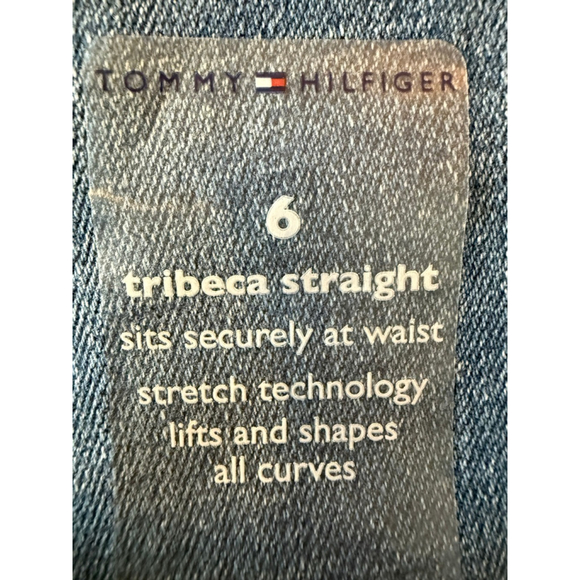 TOMMY HILFIGER
6
tribeca straight
sits securely at waist
stretch technology
lifts and shapes
all curves